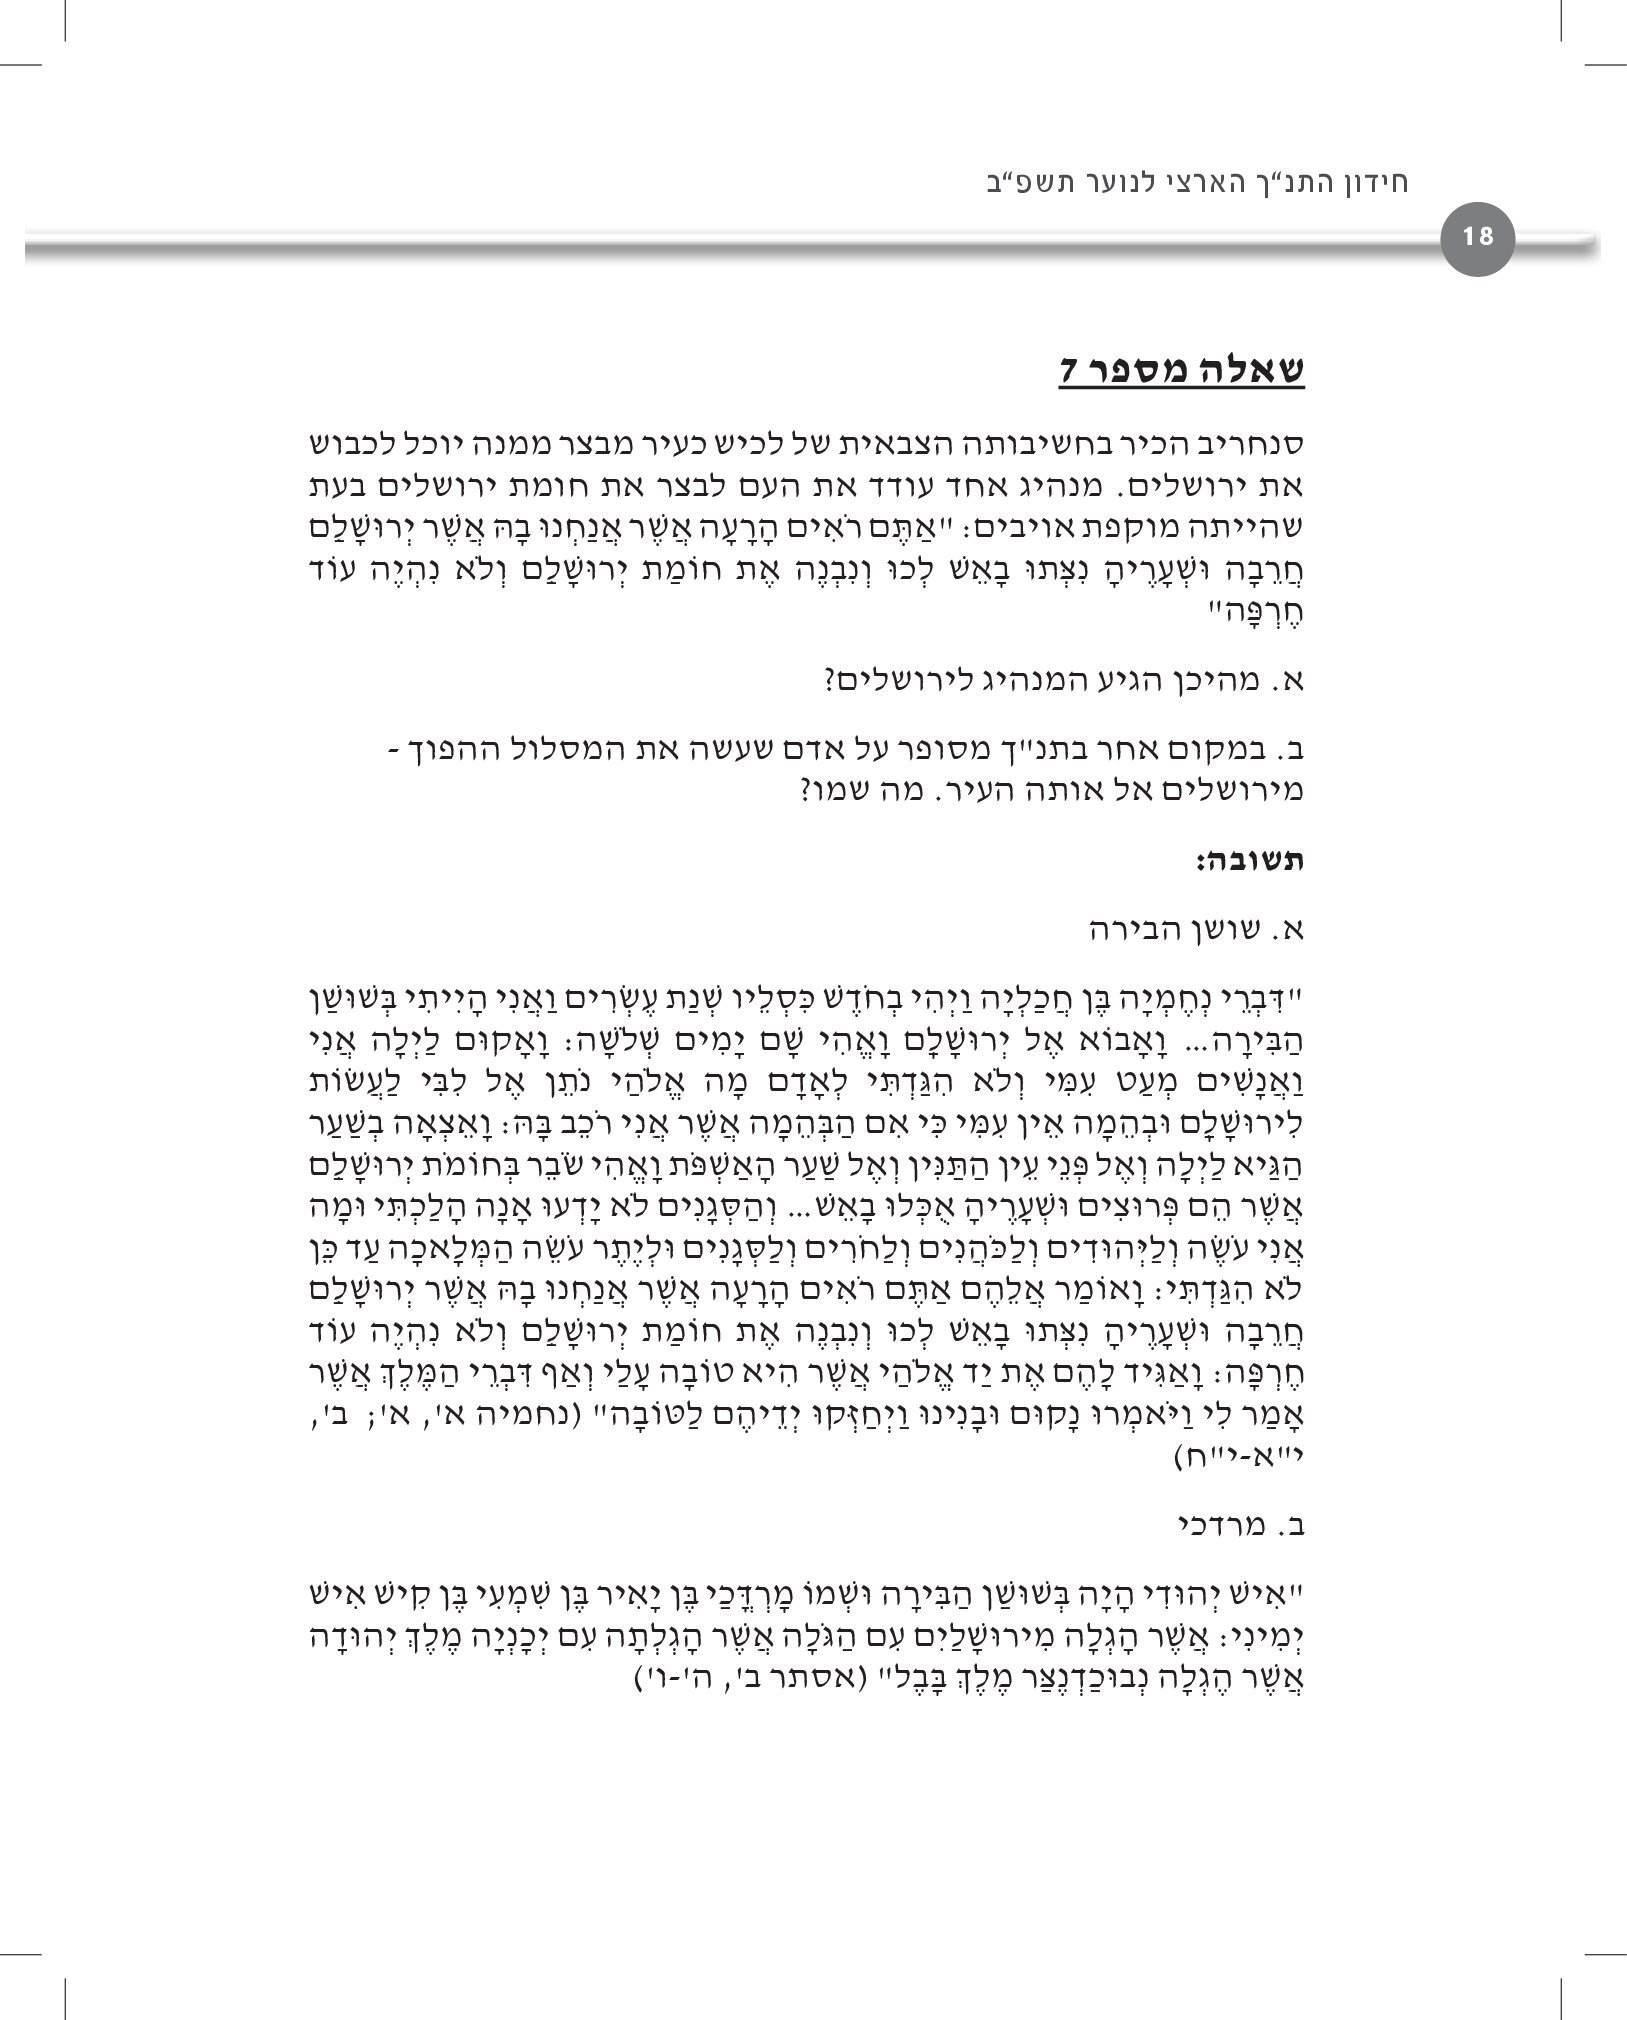 חידון התנ"ך הארצי לנוער תשפ"ב
18
שאלה מספר 7
סנחריב הכיר בחשיבותה הצבאית של לכיש כעיר מבצר ממנה יוכל לכבוש
את ירושלים. מנהיג אחד עודד את העם לבצר את חומת ירושלים בעת
שהייתה מוקפת אויבים: "אַתֶּם רֹאִים הָרָעָה אֲשֶׁר אֲנַחְנוּ בָהּ אֲשֶׁר יְרוּשָׁלַ‍ִם
חֲרֵבָה וּשְׁעָרֶיהָ נִצְּתוּ בָאֵשׁ לְכוּ וְנִבְנֶה אֶת חוֹמַת יְרוּשָׁלַ‍ִם וְלֹא נִהְיֶה עוֹד
חֶרְפָּה"
א. מהיכן הגיע המנהיג לירושלים?
ב. במקום אחר בתנ"ך מסופר על אדם שעשה את המסלול ההפוך -
מירושלים אל אותה העיר. מה שמו?
תשובה:
א. שושן הבירה
"דִּבְרֵי נְחֶמְיָה בֶּן חֲכַלְיָה וַיְהִי בְחֹדֶשׁ כִּסְלֵיו שְׁנַת עֶשְׂרִים וַאֲנִי הָיִיתִי בְּשׁוּשַׁן
הַבִּירָה... וָאָבוֹא אֶל יְרוּשָׁלִָם וָאֱהִי שָׁם יָמִים שְׁלֹשָׁה: וָאָקוּם לַיְלָה אֲנִי
וַאֲנָשִׁים מְעַט עִמִּי וְלֹא הִגַּדְתִּי לְאָדָם מָה אֱלֹהַי נֹתֵן אֶל לִבִּי לַעֲשׂוֹת
לִירוּשָׁלִָם וּבְהֵמָה אֵין עִמִּי כִּי אִם הַבְּהֵמָה אֲשֶׁר אֲנִי רֹכֵב בָּהּ: וָאֵצְאָה בְשַׁעַר
הַגַּיא לַיְלָה וְאֶל פְּנֵי עֵין הַתַּנִּין וְאֶל שַׁעַר הָאַשְׁפֹּת וָאֱהִי שֹׂבֵר בְּחוֹמֹת יְרוּשָׁלַ‍ִם
אֲשֶׁר הֵם פְּרוּצִים וּשְׁעָרֶיהָ אֻכְּלוּ בָאֵשׁ... וְהַסְּגָנִים לֹא יָדְעוּ אָנָה הָלַכְתִּי וּמָה
אֲנִי עֹשֶׂה וְלַיְּהוּדִים וְלַכֹּהֲנִים וְלַחֹרִים וְלַסְּגָנִים וּלְיֶתֶר עֹשֵׂה הַמְּלָאכָה עַד כֵּן
לֹא הִגַּדְתִּי: וָאוֹמַר אֲלֵהֶם אַתֶּם רֹאִים הָרָעָה אֲשֶׁר אֲנַחְנוּ בָהּ אֲשֶׁר יְרוּשָׁלַ‍ִם
חֲרֵבָה וּשְׁעָרֶיהָ נִצְּתוּ בָאֵשׁ לְכוּ וְנִבְנֶה אֶת חוֹמַת יְרוּשָׁלַ‍ִם וְלֹא נִהְיֶה עוֹד
חֶרְפָּה: וָאַגִּיד לָהֶם אֶת יַד אֱלֹהַי אֲשֶׁר הִיא טוֹבָה עָלַי וְאַף דִּבְרֵי הַמֶּלֶךְ אֲשֶׁר
אָמַר לִי וַיֹּאמְרוּ נָקוּם וּבָנִינוּ וַיְחַזְּקוּ יְדֵיהֶם לַטּוֹבָה" (נחמיה א', א'; ב',
י"א-י"ח)
ב. מרדכי
"אִישׁ יְהוּדִי הָיָה בְּשׁוּשַׁן הַבִּירָה וּשְׁמוֹ מָרְדֳּכַי בֶּן יָאִיר בֶּן שִׁמְעִי בֶּן קִישׁ אִישׁ
יְמִינִי: אֲשֶׁר הָגְלָה מִירוּשָׁלַיִם עִם הַגֹּלָה אֲשֶׁר הָגְלְתָה עִם יְכָנְיָה מֶלֶךְ יְהוּדָה
אֲשֶׁר הֶגְלָה נְבוּכַדְנֶצַּר מֶלֶךְ בָּבֶל" (אסתר ב', ה'-ו')